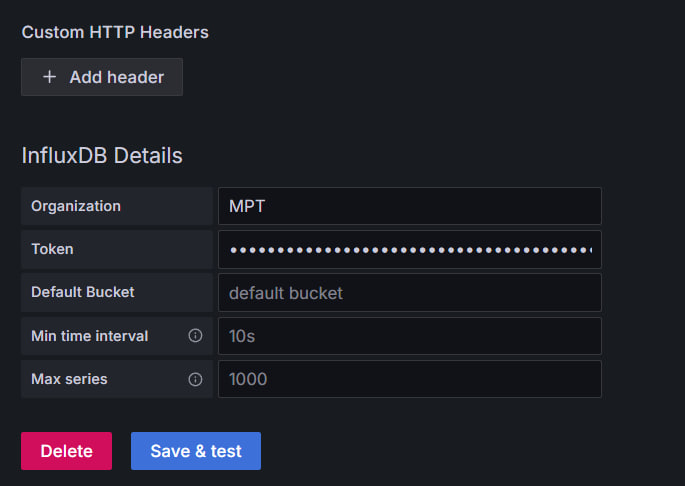 Custom HTTP Headers
+ Add header
InfluxDB Details
Organization MPT
Token ••••••••••••••••••••••••••••••••••••••
Default Bucket default bucket
Min time interval 10s
Max series 1000
Delete Save & test